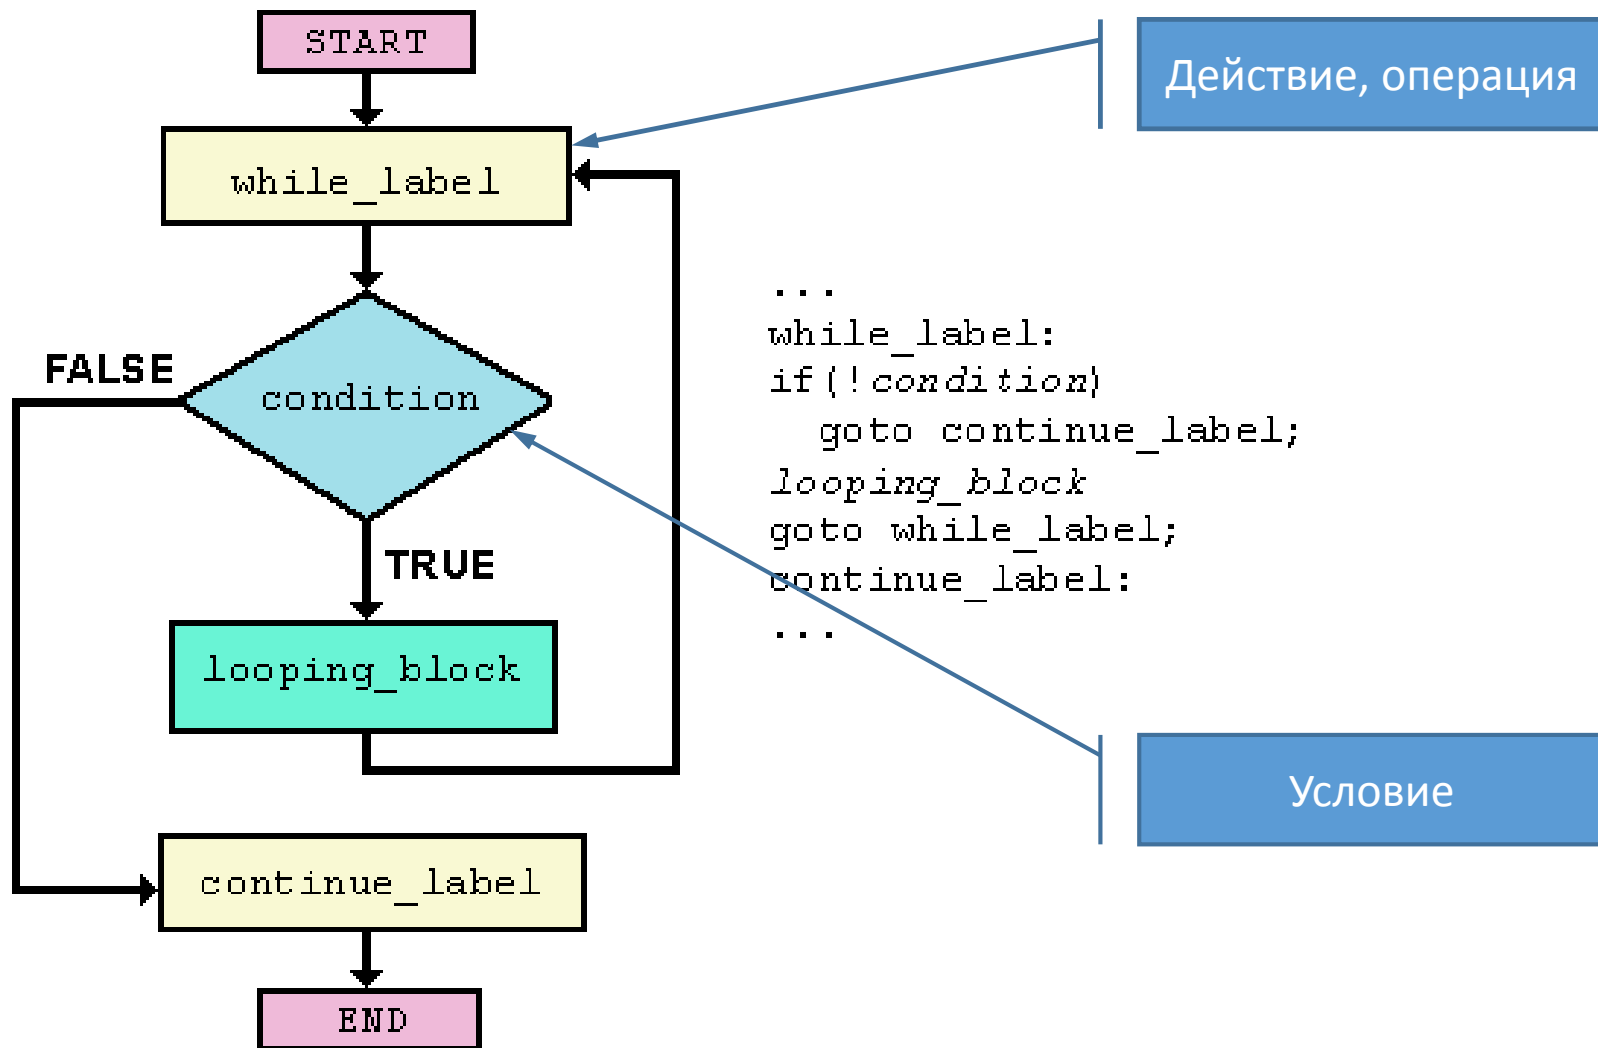 START
while_label
FALSE
condition
TRUE
looping_block
continue_label
END
...
while_label:
if(!condition)
goto continue_label;
looping_block
goto while_label;
continue_label:
...
Действие, операция
Условие